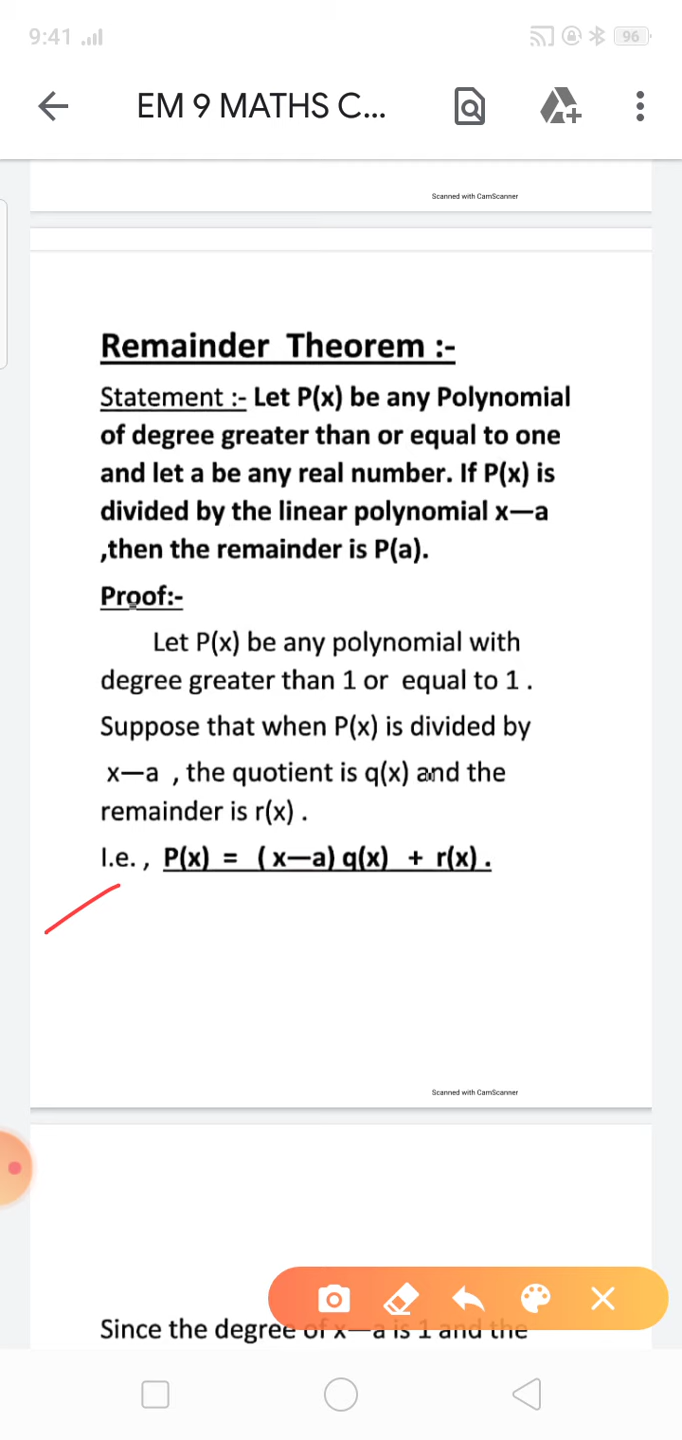 9:41
96
EM 9 MATHS C...
Scanned with CamScanner
Remainder Theorem :-
Statement :- Let P(x) be any Polynomial
of degree greater than or equal to one
and let a be any real number. If P(x) is
divided by the linear polynomial x—a
,then the remainder is P(a).
Proof:-
Let P(x) be any polynomial with
degree greater than 1 or equal to 1 .
Suppose that when P(x) is divided by
x—a , the quotient is q(x) and the
remainder is r(x) .
I.e. , P(x) = ( x—a) q(x) + r(x) .
Scanned with CamScanner
Since the degree of x—a is 1 and the